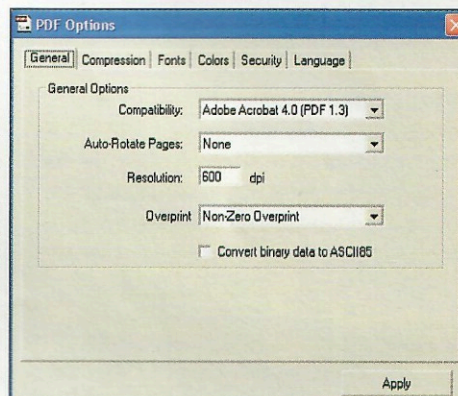 PDF Options
General Compression Fonts Colors Security Language
General Options
Compatibility: Adobe Acrobat 4.0 (PDF 1.3)
Auto-Rotate Pages: None
Resolution: 600 dpi
Overprint Non-Zero Overprint
Convert binary data to ASCII85
Apply